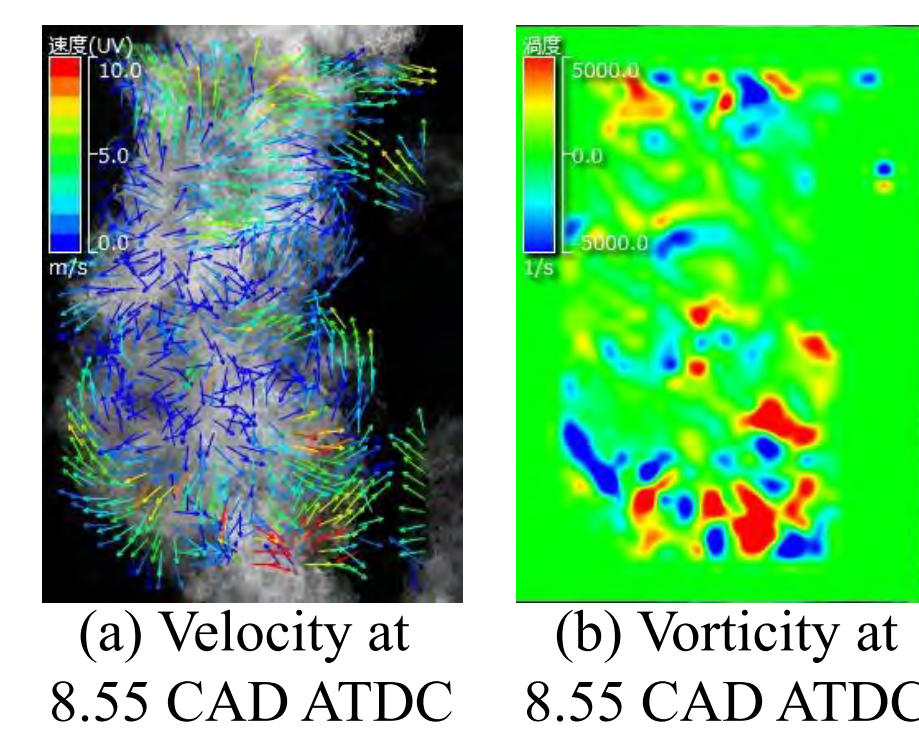 速度(UV)
10.0
5.0
0.0
m/s
渦度
5000.0
0.0
-5000.0
1/s
(a) Velocity at
8.55 CAD ATDC
(b) Vorticity at
8.55 CAD ATDC